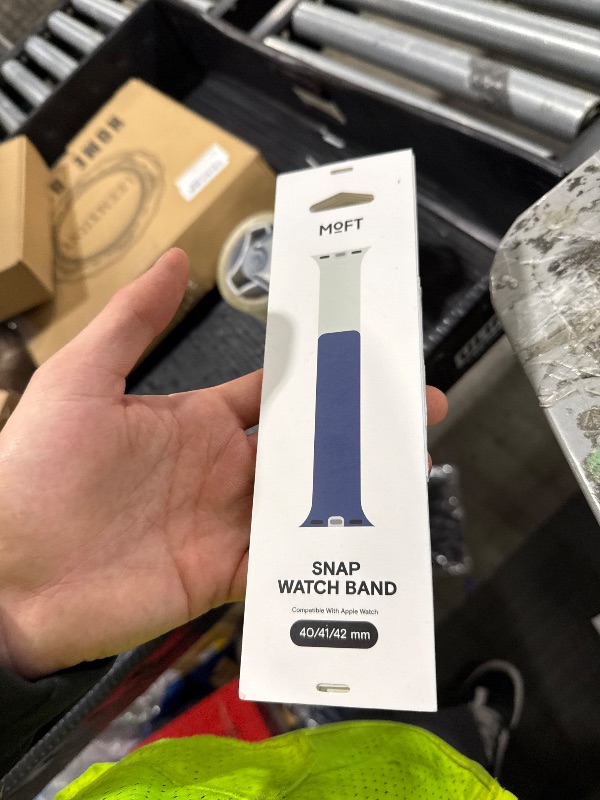 MOFT
SNAP
WATCH BAND
Compatible With Apple Watch
40/41/42 mm